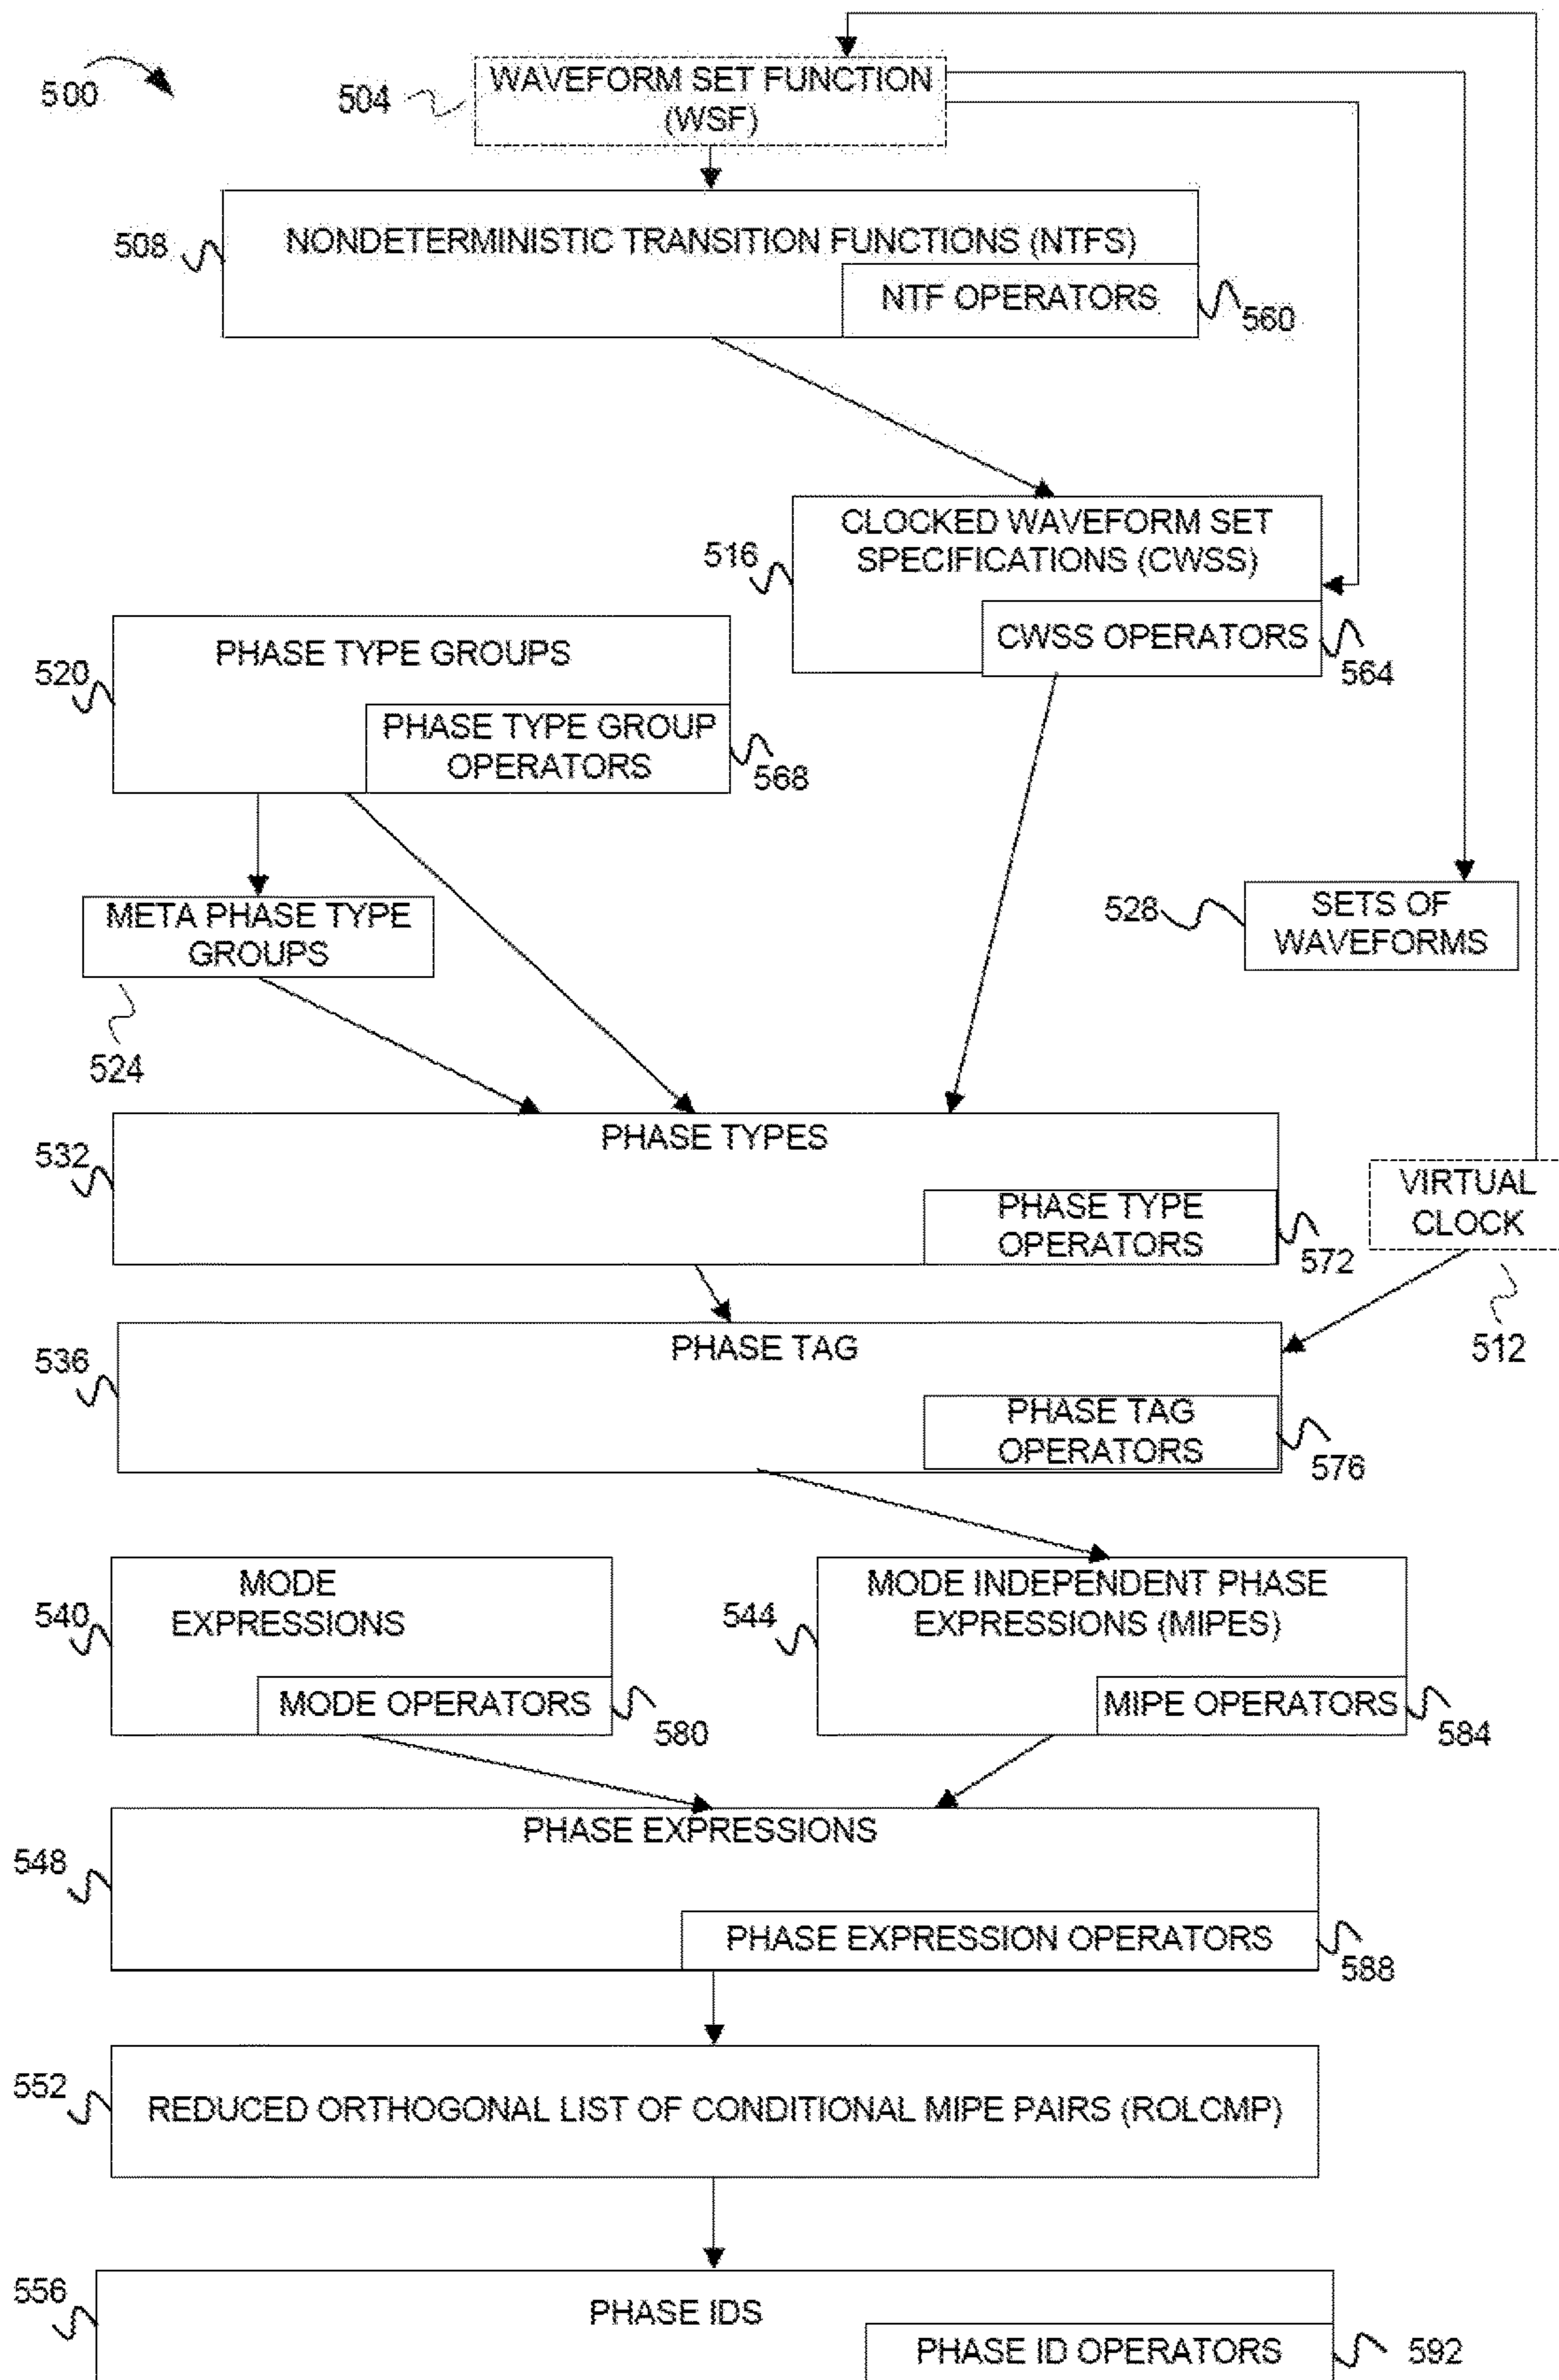 500
504
WAVEFORM SET FUNCTION
(WSF)
508
NONDETERMINISTIC TRANSITION FUNCTIONS (NTFS)
NTF OPERATORS
560
516
CLOCKED WAVEFORM SET
SPECIFICATIONS (CWSS)
CWSS OPERATORS
564
520
PHASE TYPE GROUPS
PHASE TYPE GROUP
OPERATORS
568
META PHASE TYPE
GROUPS
524
528
SETS OF
WAVEFORMS
532
PHASE TYPES
PHASE TYPE
OPERATORS
572
VIRTUAL
CLOCK
512
536
PHASE TAG
PHASE TAG
OPERATORS
576
540
MODE
EXPRESSIONS
MODE OPERATORS
580
544
MODE INDEPENDENT PHASE
EXPRESSIONS (MIPES)
MIPE OPERATORS
584
548
PHASE EXPRESSIONS
PHASE EXPRESSION OPERATORS
588
552
REDUCED ORTHOGONAL LIST OF CONDITIONAL MIPE PAIRS (ROLCMP)
556
PHASE IDS
PHASE ID OPERATORS
592